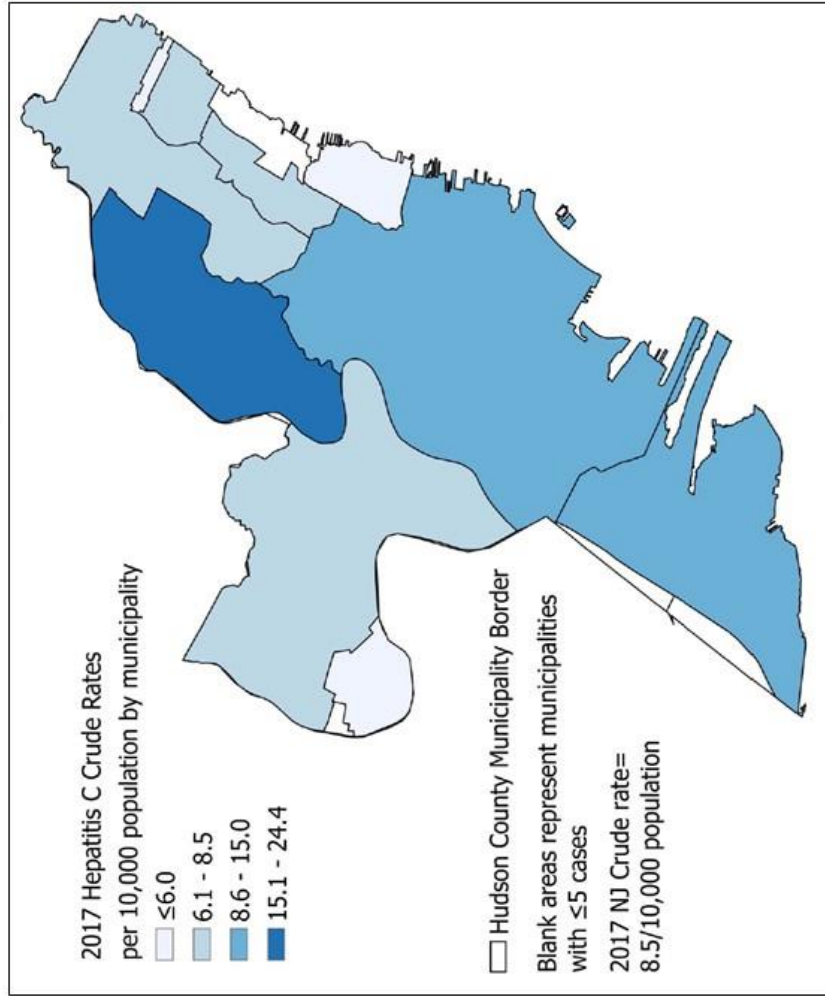 2017 Hepatitis C Crude Rates
per 10,000 population by municipality
≤6.0
6.1 - 8.5
8.6 - 15.0
15.1 - 24.4
Hudson County Municipality Border
Blank areas represent municipalities
with ≤5 cases
2017 NJ Crude rate=
8.5/10,000 population